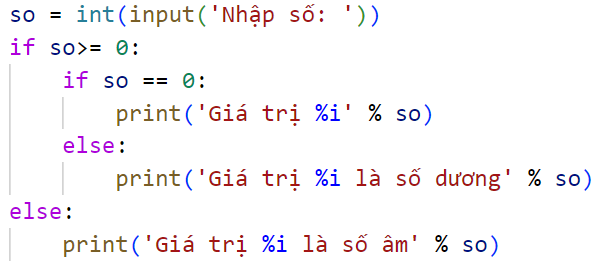 so = int(input('Nhập số: '))
if so>= 0:
    if so == 0:
        print('Giá trị %i' % so)
    else:
        print('Giá trị %i là số dương' % so)
else:
    print('Giá trị %i là số âm' % so)